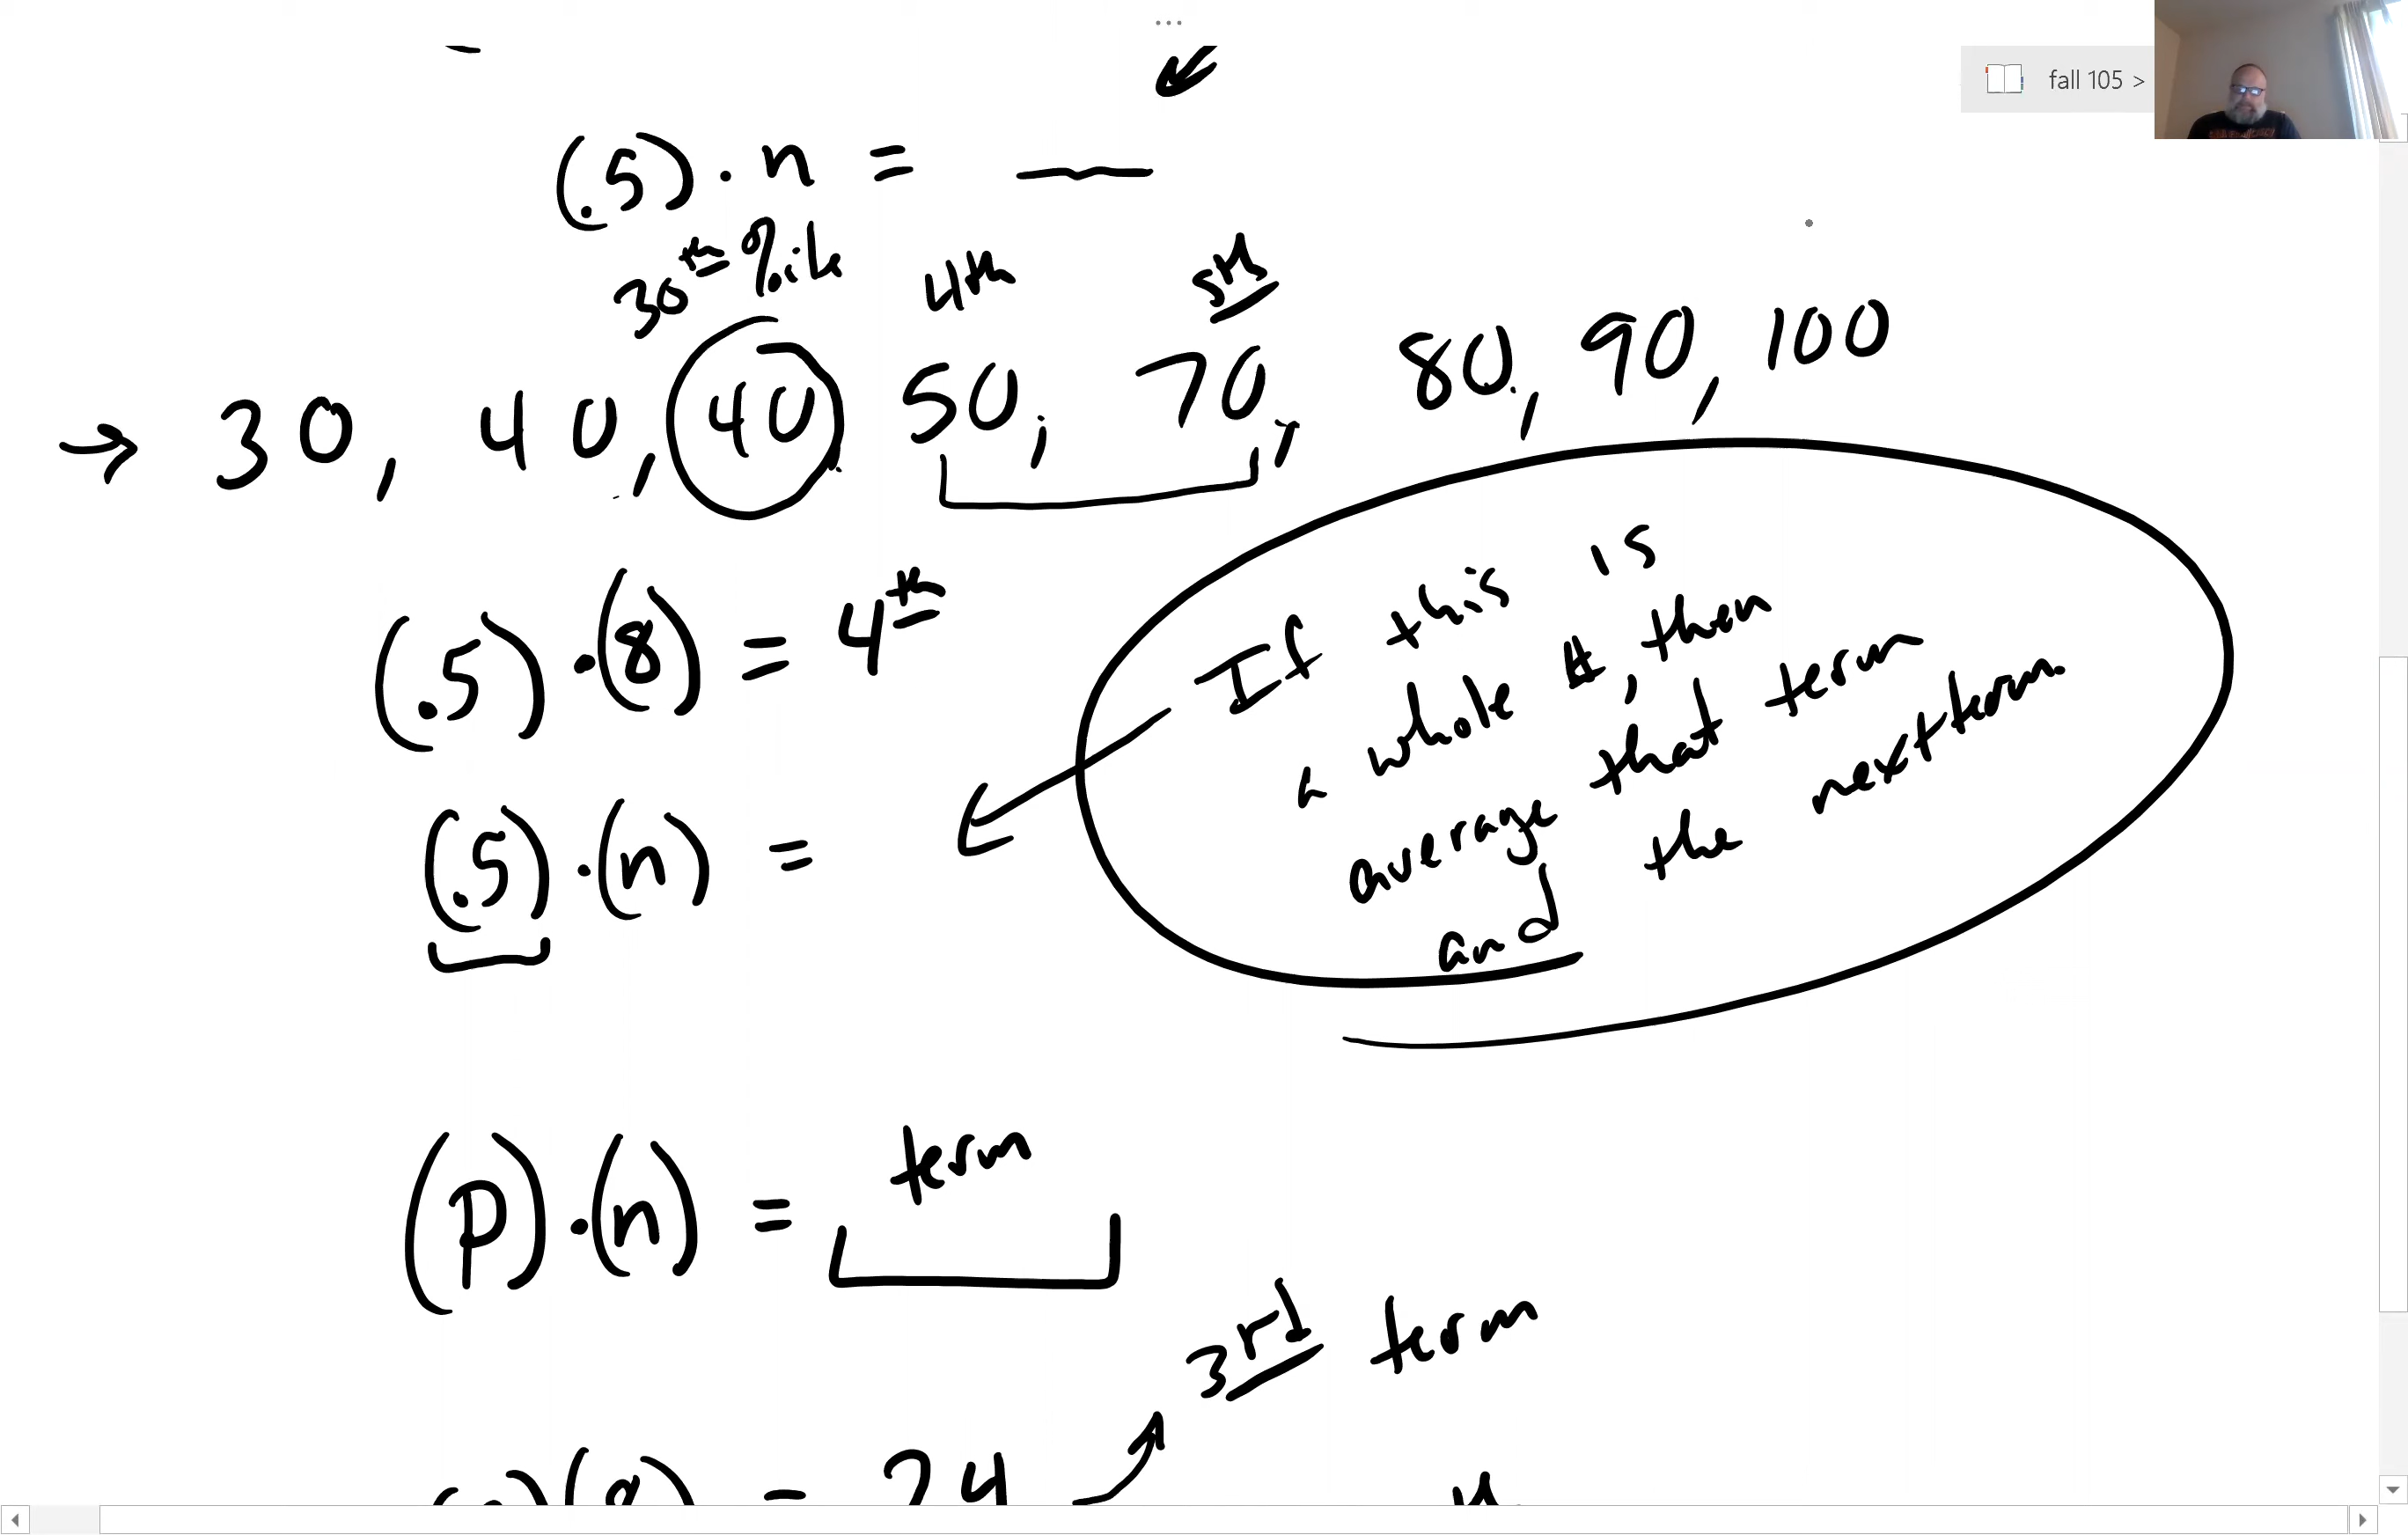 fall 105 >
(.5) · n = ___
30th %ile 4th 5th
→ 30, 40, 40, 50, 70, 80, 90, 100
(.5) · (8) = 4th
If this is
a whole #, then
average that term
and the next term.
(.5) · (n) =
(p) · (n) = term
3rd term